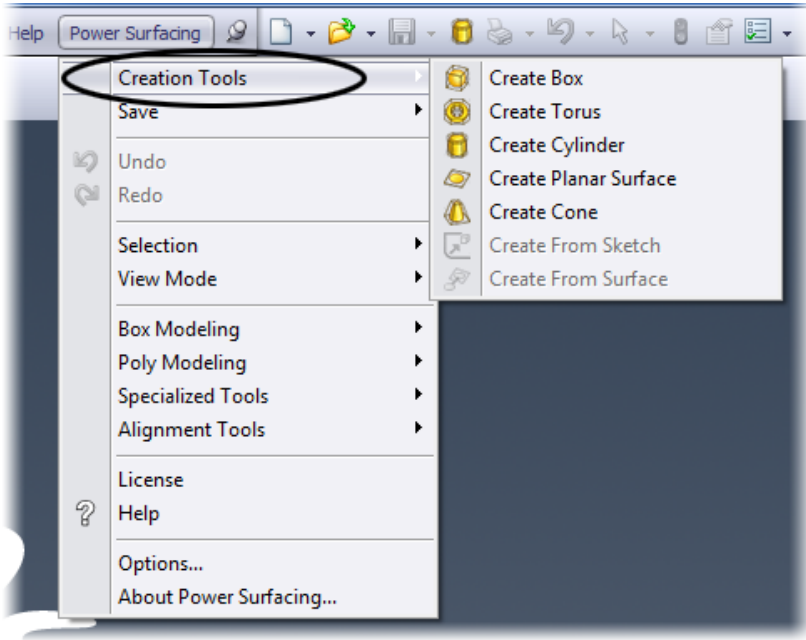 Help Power Surfacing
Creation Tools
Save
Undo
Redo
Selection
View Mode
Box Modeling
Poly Modeling
Specialized Tools
Alignment Tools
License
Help
Options...
About Power Surfacing...
Create Box
Create Torus
Create Cylinder
Create Planar Surface
Create Cone
Create From Sketch
Create From Surface